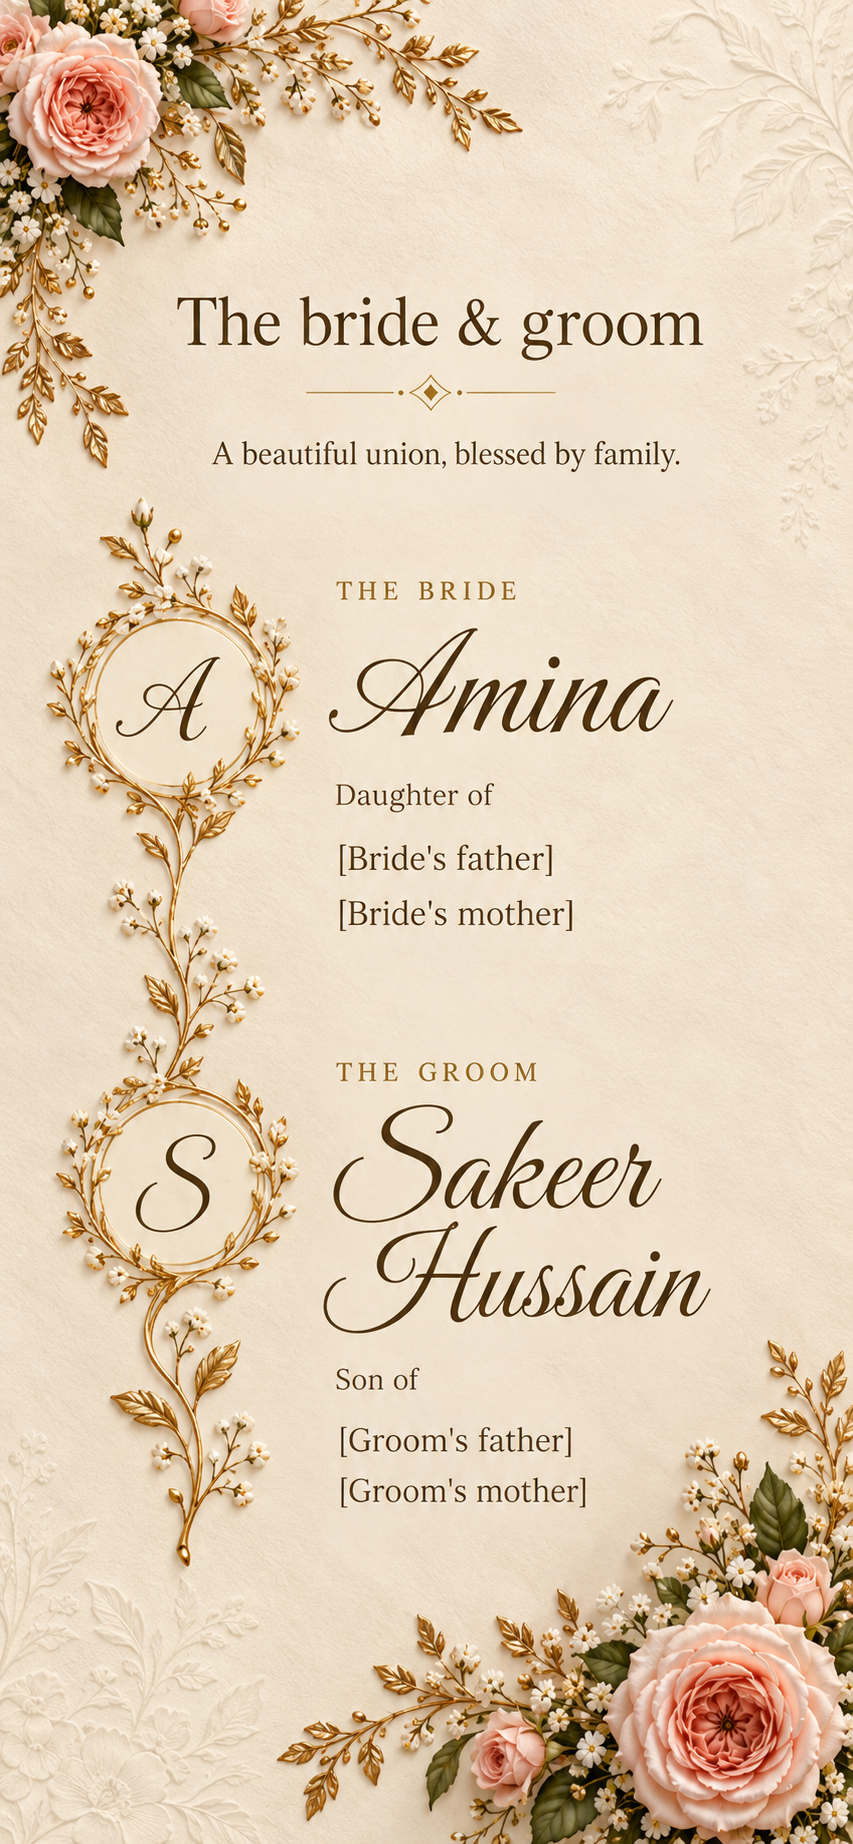 The bride & groom
A beautiful union, blessed by family.
A
THE BRIDE
Amina
Daughter of
[Bride's father]
[Bride's mother]
S
THE GROOM
Sakeer
Hussain
Son of
[Groom's father]
[Groom's mother]